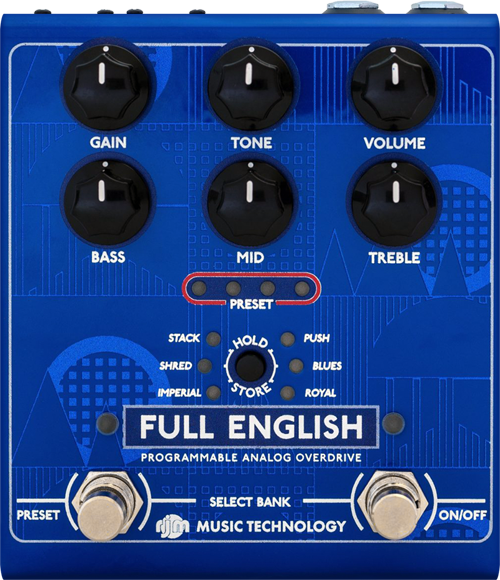 GAIN TONE VOLUME
BASS MID TREBLE
PRESET
STACK HOLD PUSH
SHRED BLUES
IMPERIAL STORE ROYAL
FULL ENGLISH
PROGRAMMABLE ANALOG OVERDRIVE
PRESET SELECT BANK ON/OFF
rjm MUSIC TECHNOLOGY